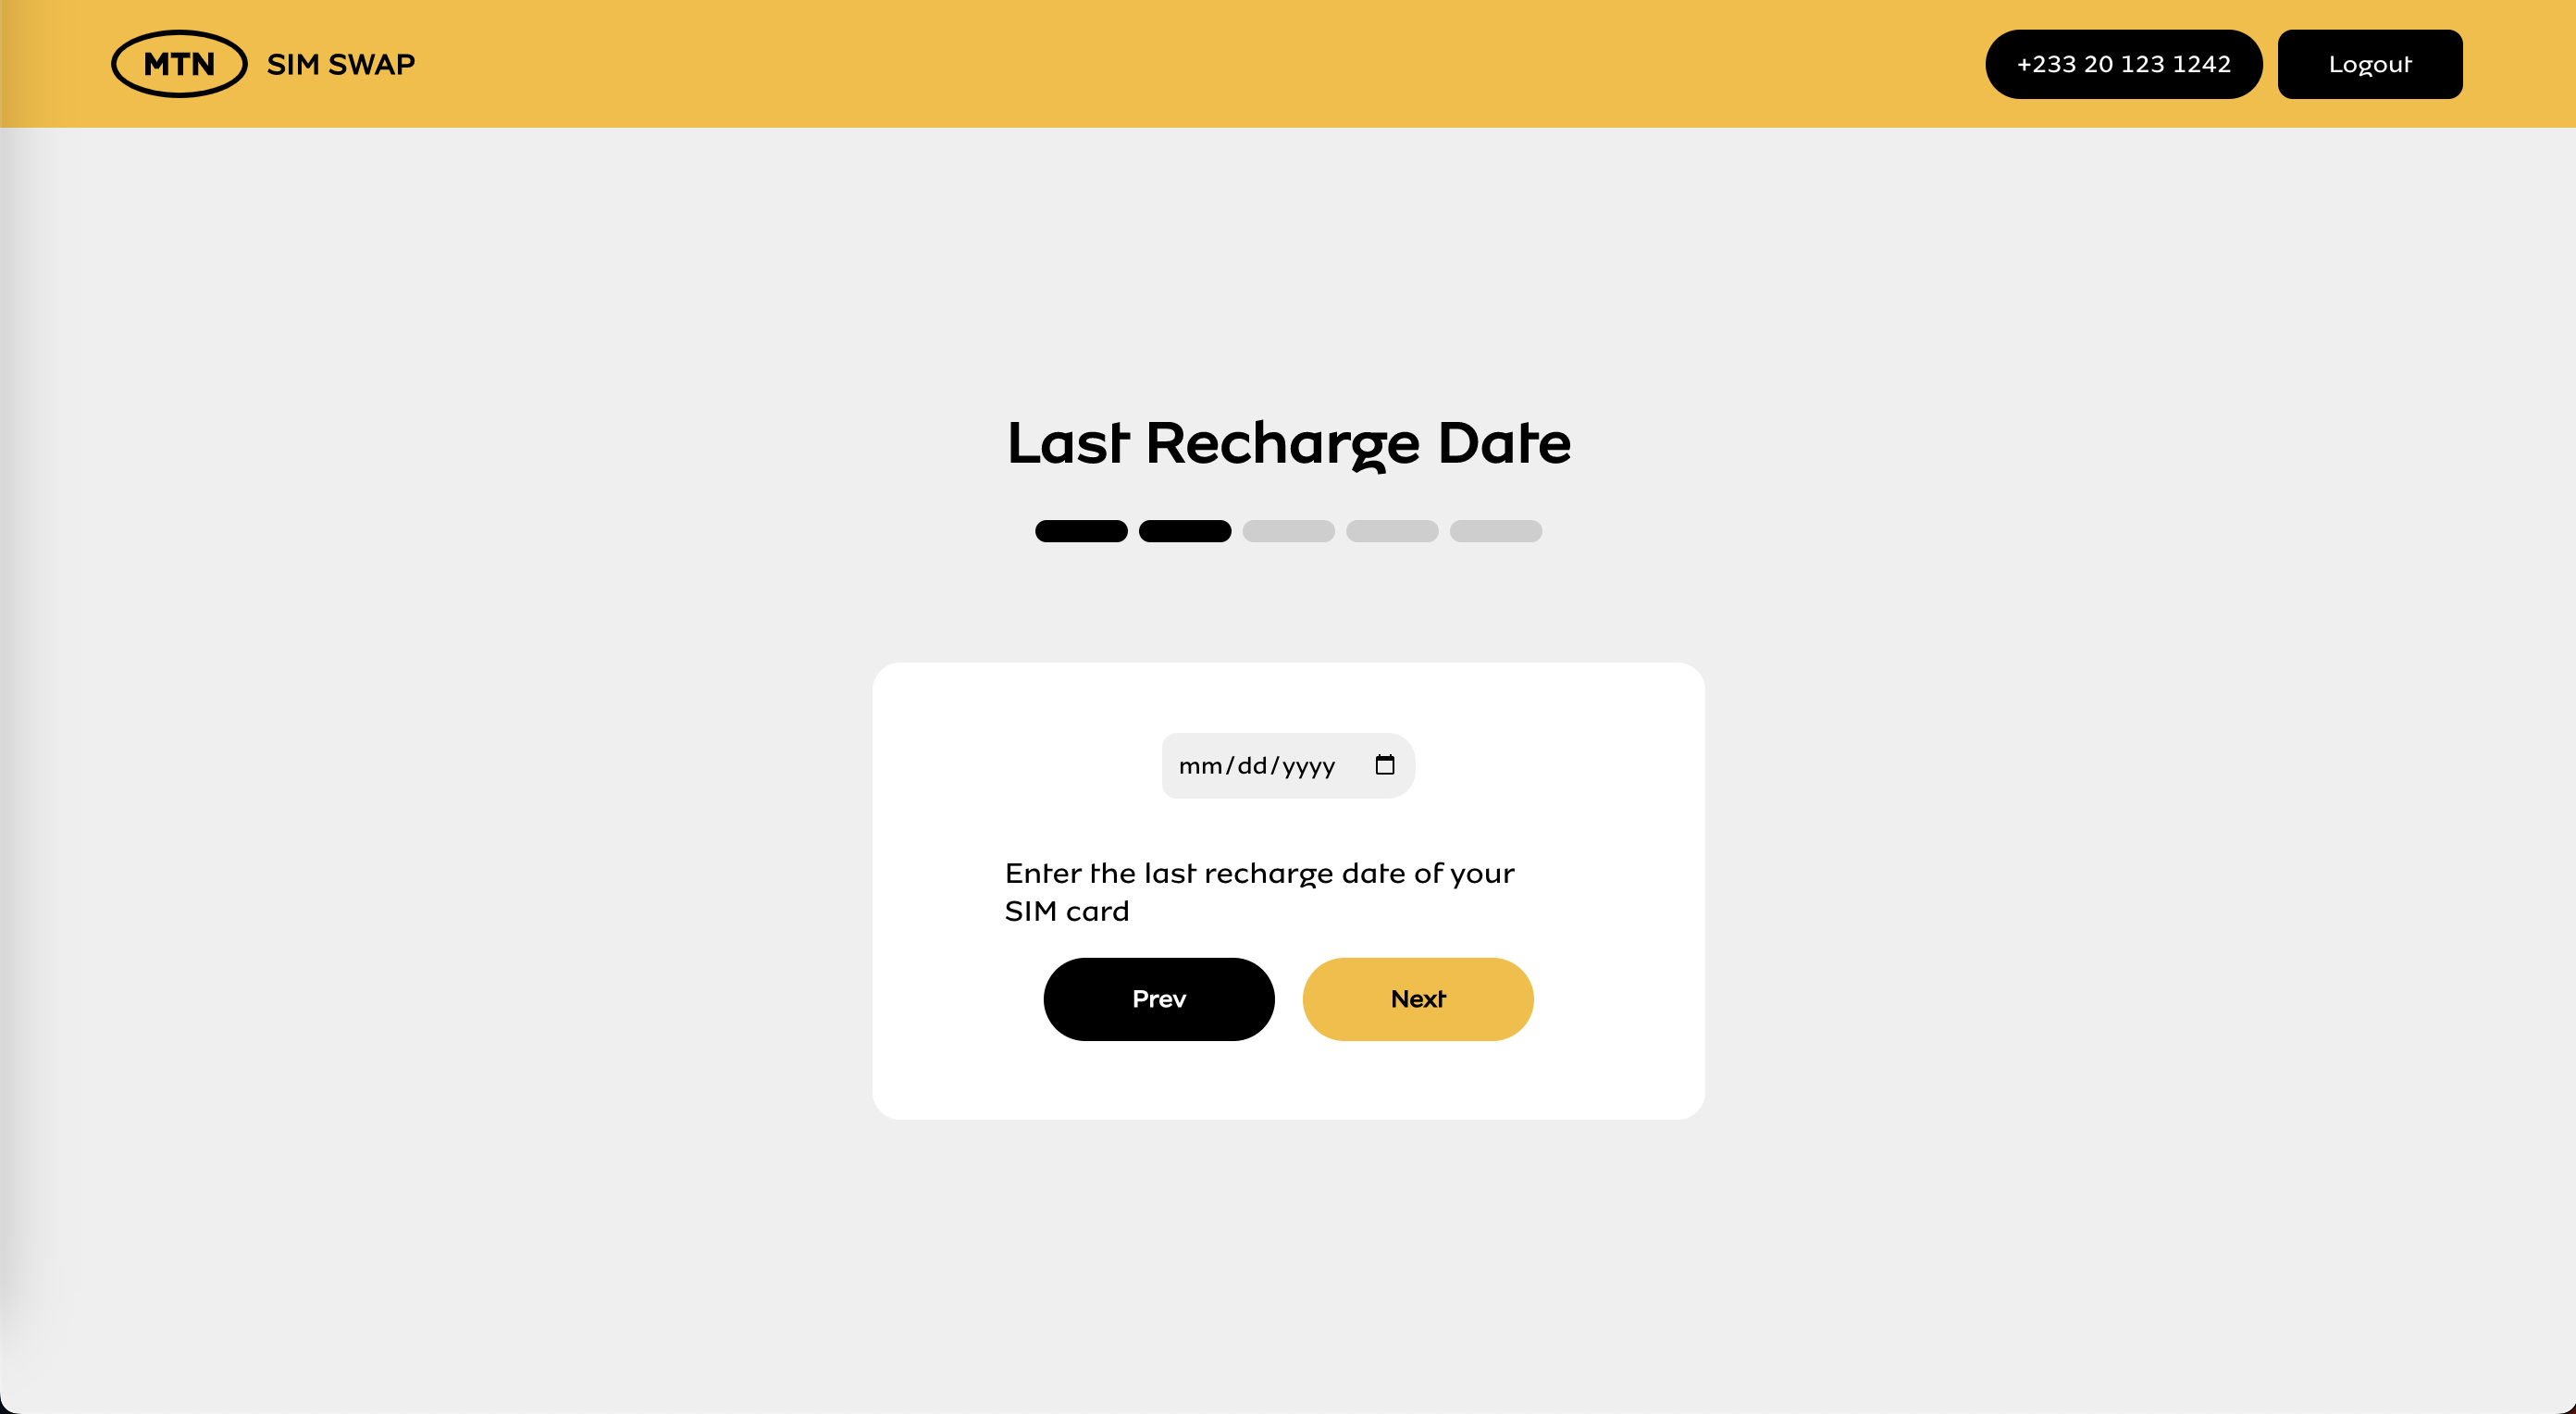 MTN SIM SWAP
+233 20 123 1242
Logout
Last Recharge Date
mm/dd/yyyy
Enter the last recharge date of your
SIM card
Prev
Next